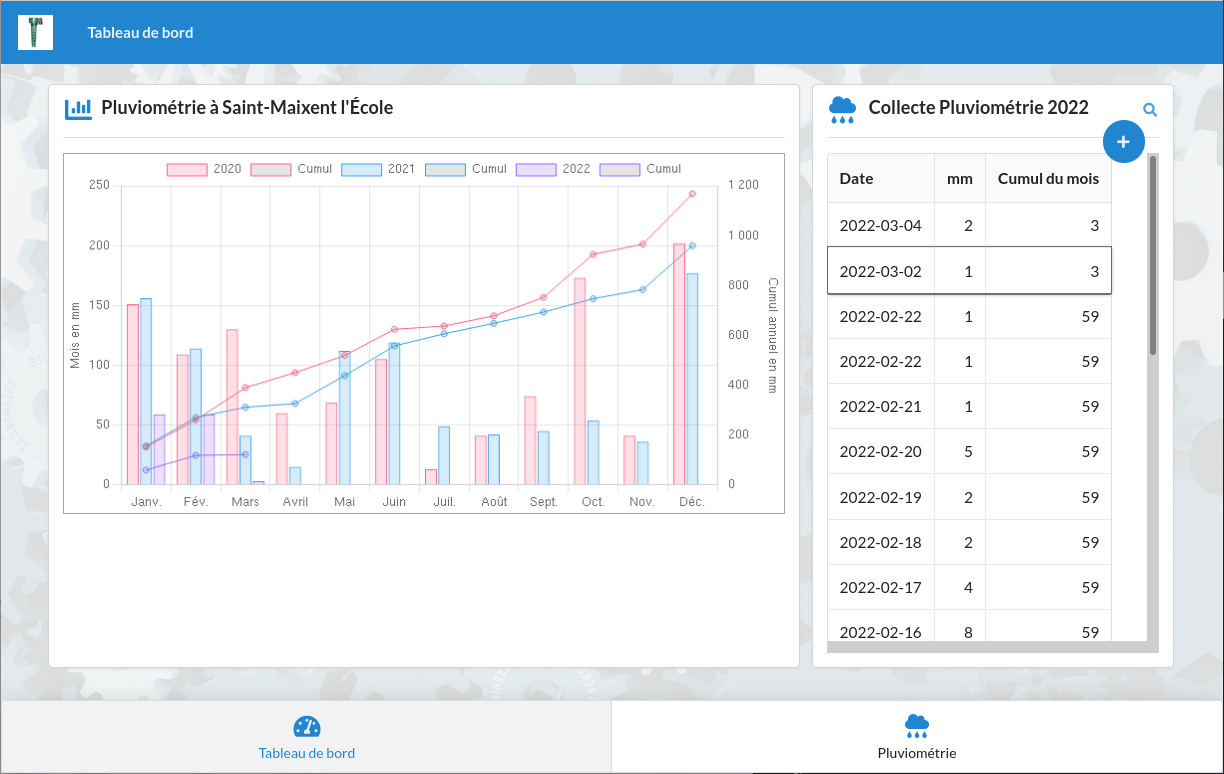 Tableau de bord
Pluviométrie à Saint-Maixent l'École
2020 Cumul 2021 Cumul 2022 Cumul
250
200
150
100
50
0
Mois en mm
1 200
1 000
800
600
400
200
0
Cumul annuel en mm
Janv. Fév. Mars Avril Mai Juin Juil. Août Sept. Oct. Nov. Déc.
Collecte Pluviométrie 2022
+
Date mm Cumul du mois
2022-03-04 2 3
2022-03-02 1 3
2022-02-22 1 59
2022-02-22 1 59
2022-02-21 1 59
2022-02-20 5 59
2022-02-19 2 59
2022-02-18 2 59
2022-02-17 4 59
2022-02-16 8 59
Tableau de bord
Pluviométrie